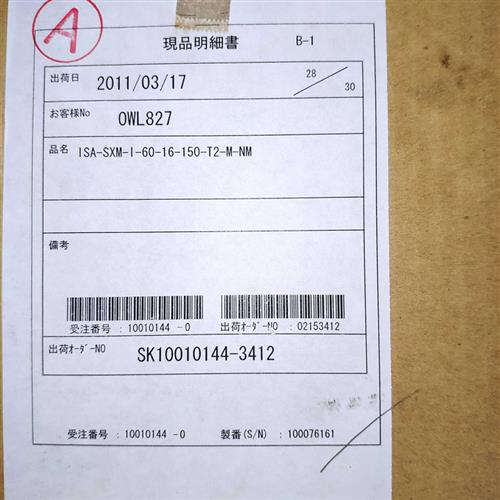 A
現品明細書 B-1
出荷日 2011/03/17 28/30
お客様No OWL827
品名 ISA-SXM-I-60-16-150-T2-M-NM
備考
受注番号 : 10010144 -0 出荷ｵｰﾀﾞｰNO : 02153412
出荷ｵｰﾀﾞｰNO SK10010144-3412
受注番号 : 10010144 -0 製番(S/N) : 100076161